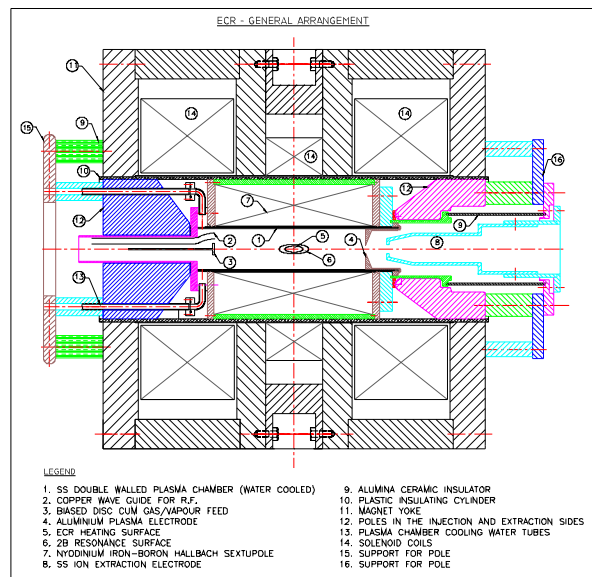 ECR - GENERAL ARRANGEMENT
11
14
14
9
15
14
10
12
16
12
7
9
1
5
2
4
8
3
6
13
LEGEND
1. SS DOUBLE WALLED PLASMA CHAMBER (WATER COOLED)
2. COPPER WAVE GUIDE FOR R.F.
3. BIASED DISC CUM GAS/VAPOUR FEED
4. ALUMINIUM PLASMA ELECTRODE
5. ECR HEATING SURFACE
6. 2B RESONANCE SURFACE
7. NYODINIUM IRON-BORON HALLBACH SEXTUPOLE
8. SS ION EXTRACTION ELECTRODE
9. ALUMINA CERAMIC INSULATOR
10. PLASTIC INSULATING CYLINDER
11. MAGNET YOKE
12. POLES IN THE INJECTION AND EXTRACTION SIDES
13. PLASMA CHAMBER COOLING WATER TUBES
14. SOLENOID COILS
15. SUPPORT FOR POLE
16. SUPPORT FOR POLE